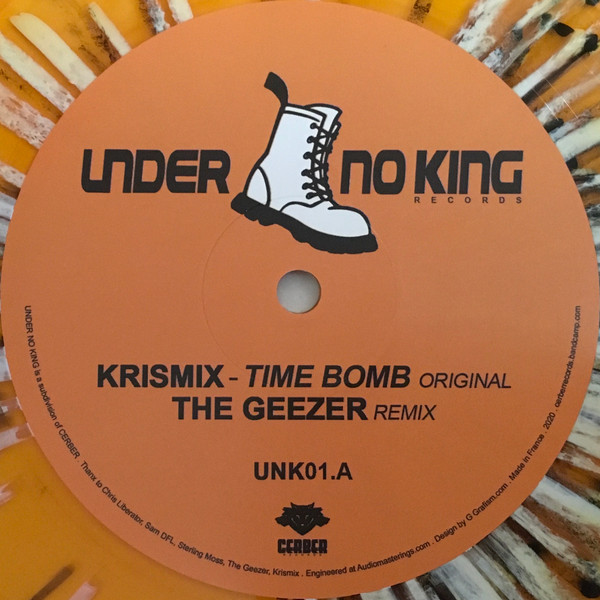 UNDER NO KING
RECORDS
KRISMIX - TIME BOMB ORIGINAL
THE GEEZER REMIX
UNK01.A
CERBER
RECORDS
UNDER NO KING is a subdivision of CERBER . Thanx to Chris Liberator, Sam DFL, Sterling Moss, The Geezer, Krismix . Engineered at Audiomasterings.com . Design by G Grafism.com . Made in France . 2020 . cerberrecords.bandcamp.com